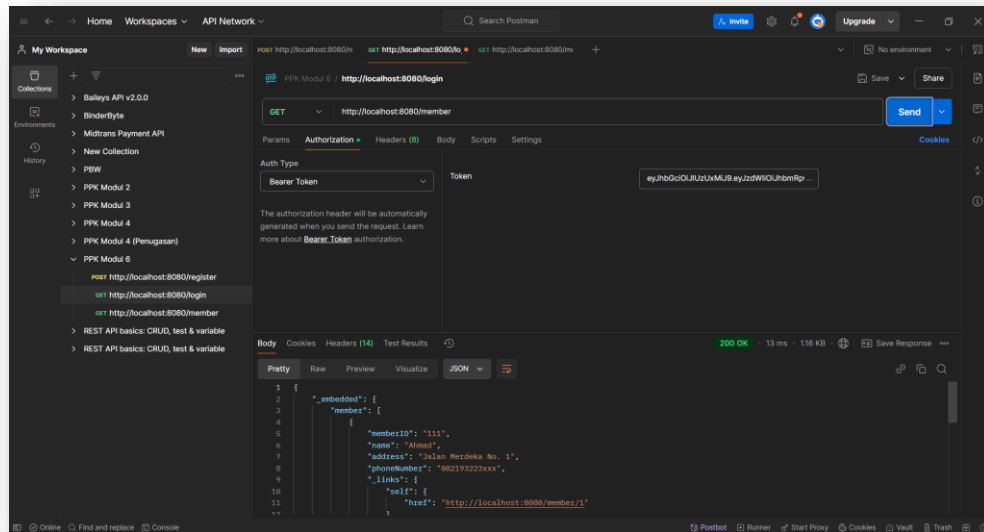 Home Workspaces API Network Search Postman Invite Upgrade
My Workspace New Import POST http://localhost:8080/r GET http://localhost:8080/lo GET http://localhost:8080/me No environment
Collections
Environments
History
Baileys API v2.0.0
BinderByte
Midtrans Payment API
New Collection
PBW
PPK Modul 2
PPK Modul 3
PPK Modul 4
PPK Modul 4 (Penugasan)
PPK Modul 6
POST http://localhost:8080/register
GET http://localhost:8080/login
GET http://localhost:8080/member
REST API basics: CRUD, test & variable
REST API basics: CRUD, test & variable
PPK Modul 6 / http://localhost:8080/login Save Share
GET http://localhost:8080/member Send
Params Authorization Headers (8) Body Scripts Settings Cookies
Auth Type
Bearer Token
Token
The authorization header will be automatically
generated when you send the request. Learn
more about Bearer Token authorization.
Body Cookies Headers (14) Test Results 200 OK 13 ms 1.16 KB Save Response
Pretty Raw Preview Visualize JSON
1 {
2 "_embedded": {
3 "member": [
4 {
5 "memberID": "111",
6 "name": "Ahmad",
7 "address": "Jalan Merdeka No. 1",
8 "phoneNumber": "082193223xxx",
9 "_links": {
10 "self": {
11 "href": "http://localhost:8080/member/1"
Online Find and replace Console Postbot Runner Start Proxy Cookies Vault Trash